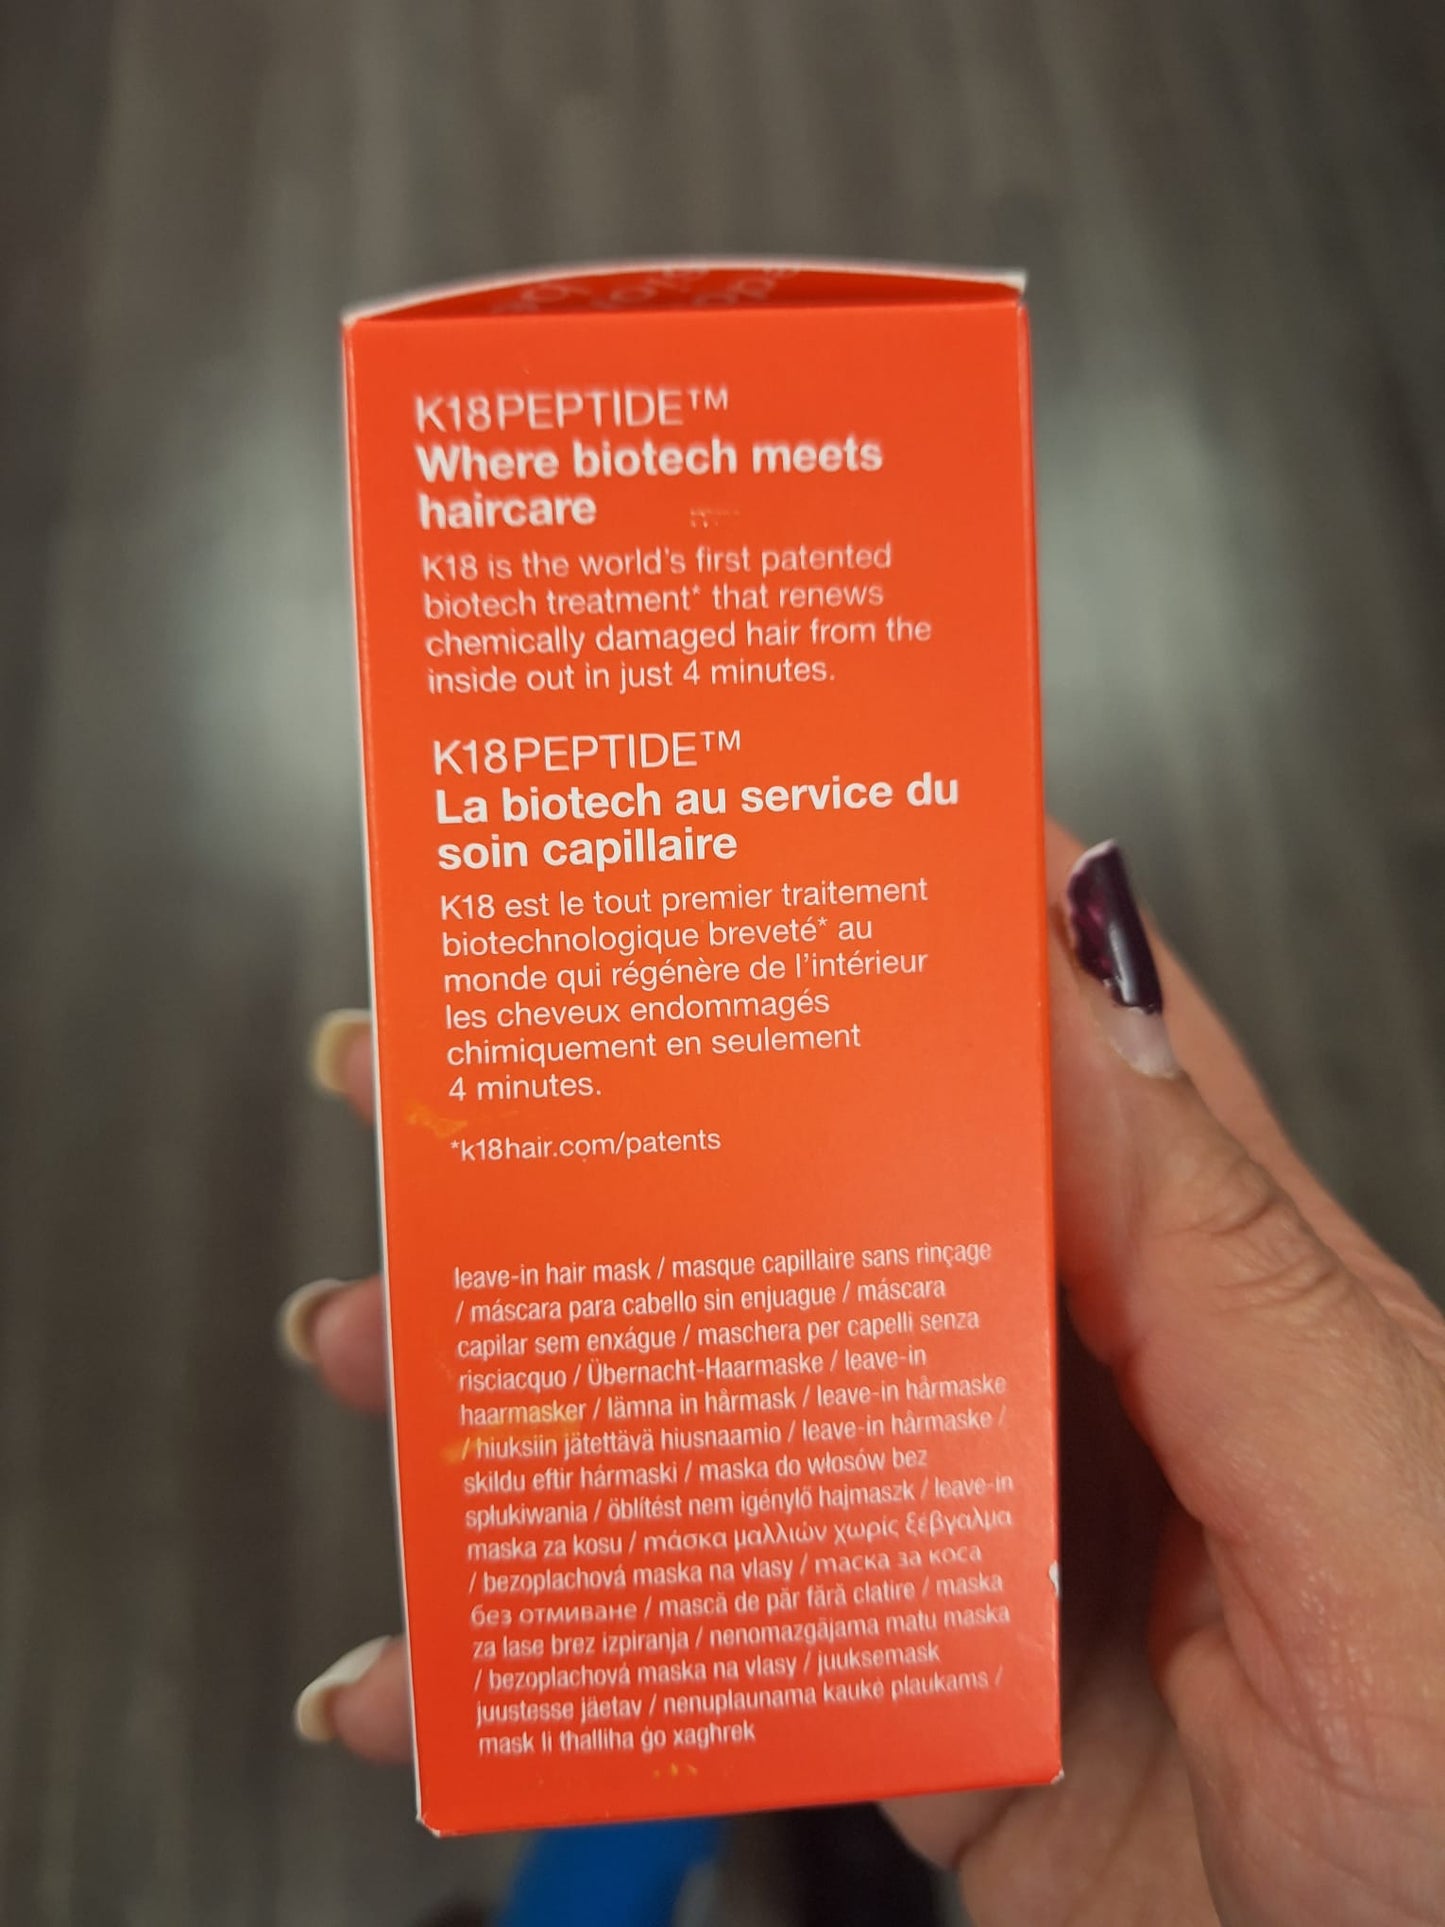 K18PEPTIDE™
Where biotech meets
haircare
K18 is the world's first patented
biotech treatment* that renews
chemically damaged hair from the
inside out in just 4 minutes.
K18PEPTIDE™
La biotech au service du
soin capillaire
K18 est le tout premier traitement
biotechnologique breveté* au
monde qui régénère de l'intérieur
les cheveux endommagés
chimiquement en seulement
4 minutes.
*k18hair.com/patents
leave-in hair mask / masque capillaire sans rinçage
/ máscara para cabello sin enjuague / máscara
capilar sem enxágue / maschera per capelli senza
risciacquo / Übernacht-Haarmaske / leave-in
haarmasker / lämna in hårmask / leave-in hårmaske
/ hiuksiin jätettävä hiusnaamio / leave-in hårmaske /
skildu eftir hármaski / maska do włosów bez
spłukiwania / öblítést nem igénylő hajmaszk / leave-in
maska za kosu / mάσκα μαλλιών χωρίς ξέβγαλμα
/ bezoplachová maska na vlasy / maска за коса
без отмиване / mască de păr fără clatire / maska
za lase brez izpiranja / nenomazgājama matu maska
/ bezoplachová maska na vlasy / juuksemask
juustesse jäetav / nenuplaunama kaukė plaukams /
mask li tħalliha ġo xagħrek